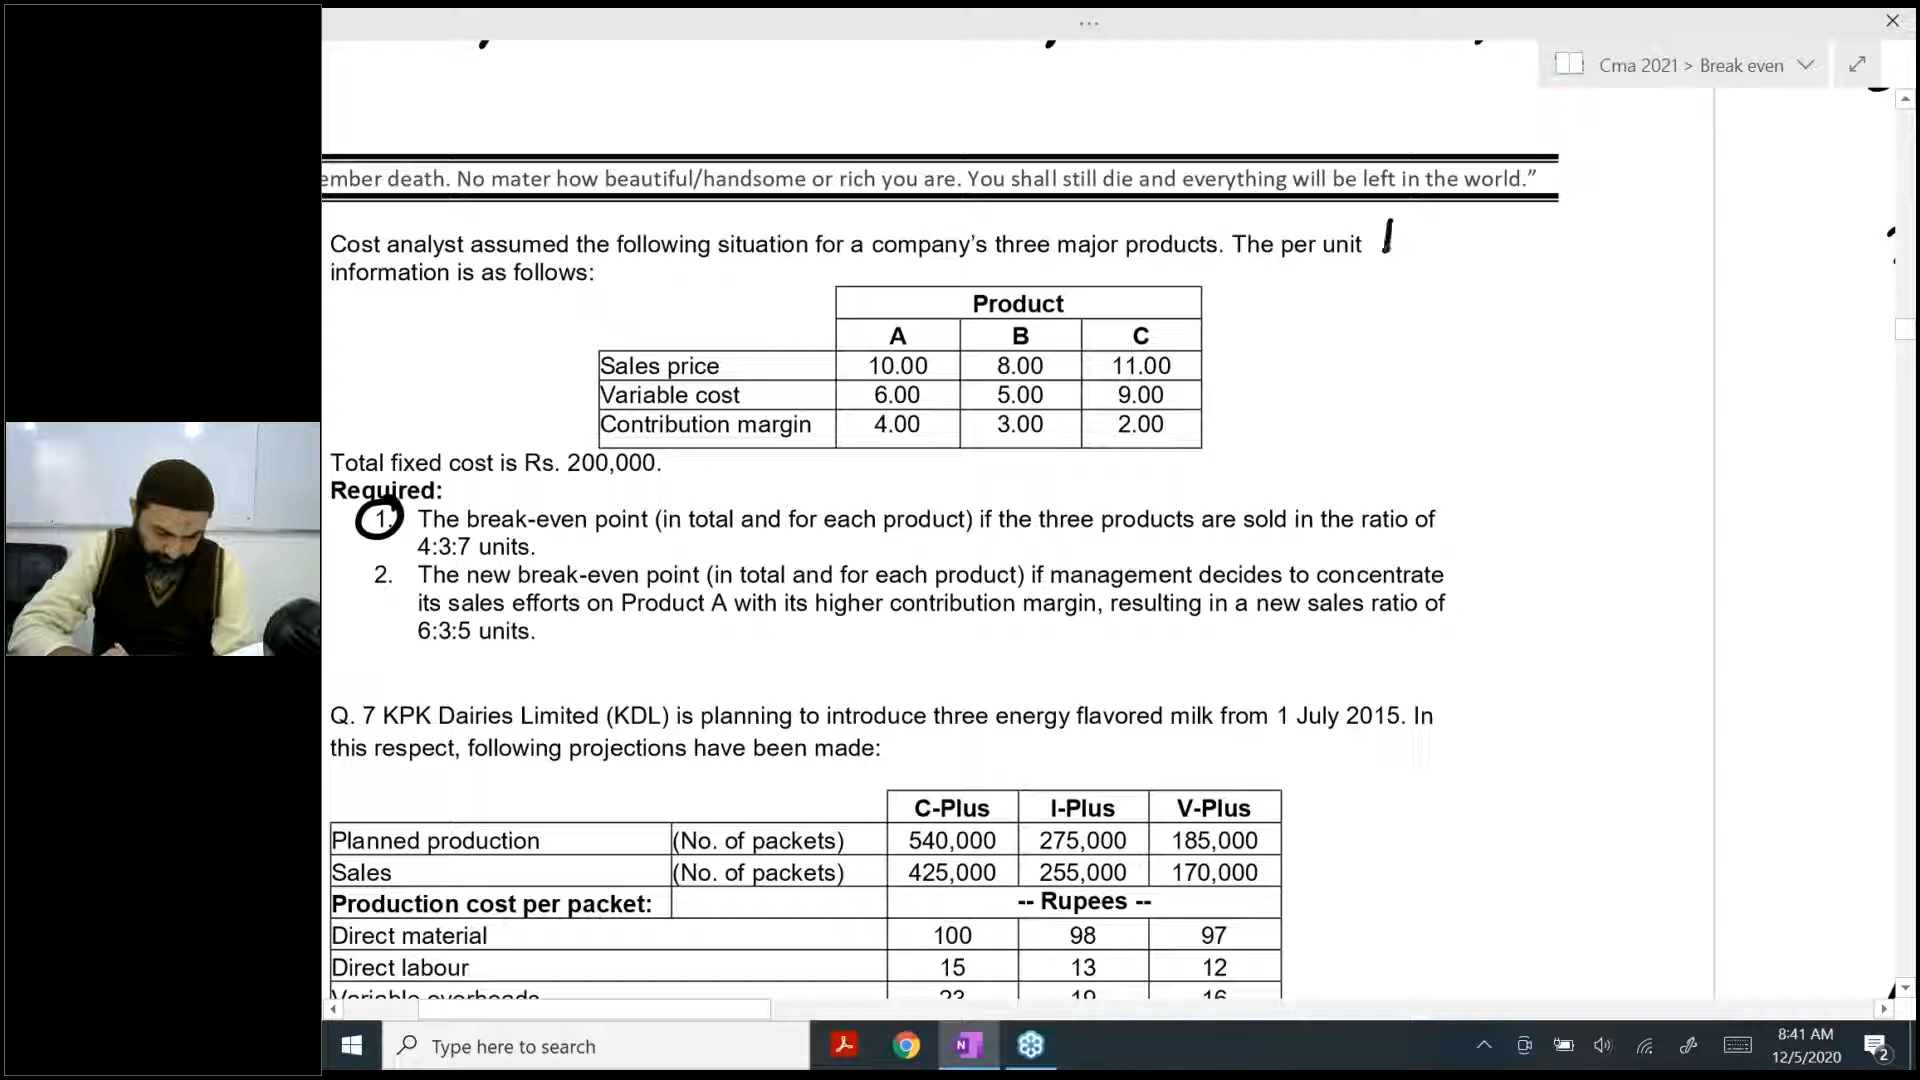 ...
Cma 2021 > Break even
ember death. No mater how beautiful/handsome or rich you are. You shall still die and everything will be left in the world.”
Cost analyst assumed the following situation for a company’s three major products. The per unit
information is as follows:
Product
A B C
Sales price 10.00 8.00 11.00
Variable cost 6.00 5.00 9.00
Contribution margin 4.00 3.00 2.00
Total fixed cost is Rs. 200,000.
Required:
1. The break-even point (in total and for each product) if the three products are sold in the ratio of
4:3:7 units.
2. The new break-even point (in total and for each product) if management decides to concentrate
its sales efforts on Product A with its higher contribution margin, resulting in a new sales ratio of
6:3:5 units.
Q. 7 KPK Dairies Limited (KDL) is planning to introduce three energy flavored milk from 1 July 2015. In
this respect, following projections have been made:
C-Plus I-Plus V-Plus
Planned production (No. of packets) 540,000 275,000 185,000
Sales (No. of packets) 425,000 255,000 170,000
Production cost per packet: -- Rupees --
Direct material 100 98 97
Direct labour 15 13 12
Variable overheads 23 19 16
Type here to search
N
8:41 AM
12/5/2020
2